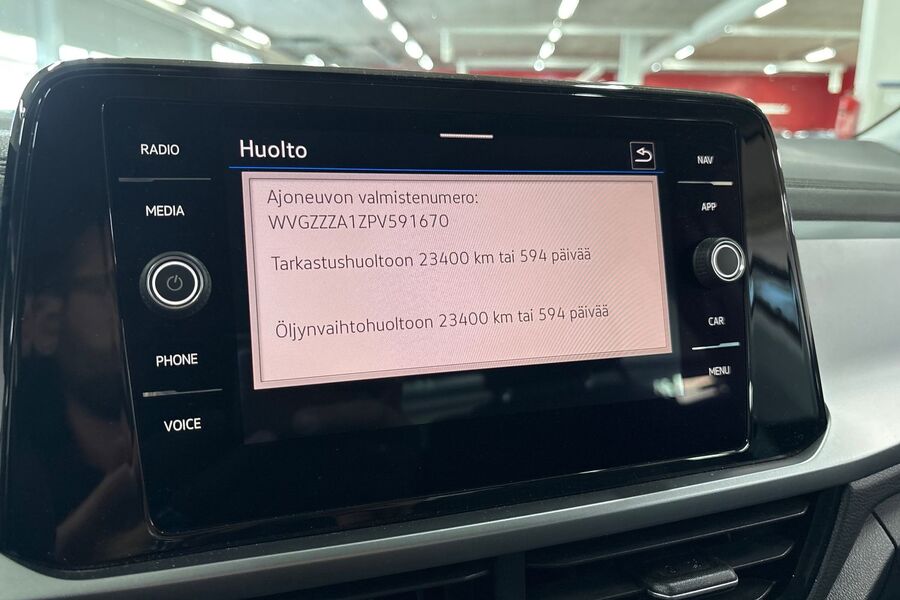 RADIO
MEDIA
PHONE
VOICE
Huolto
Ajoneuvon valmistenumero:
WVGZZZA1ZPV591670
Tarkastushuoltoon 23400 km tai 594 päivää
Öljynvaihtohuoltoon 23400 km tai 594 päivää
NAV
APP
CAR
MENU